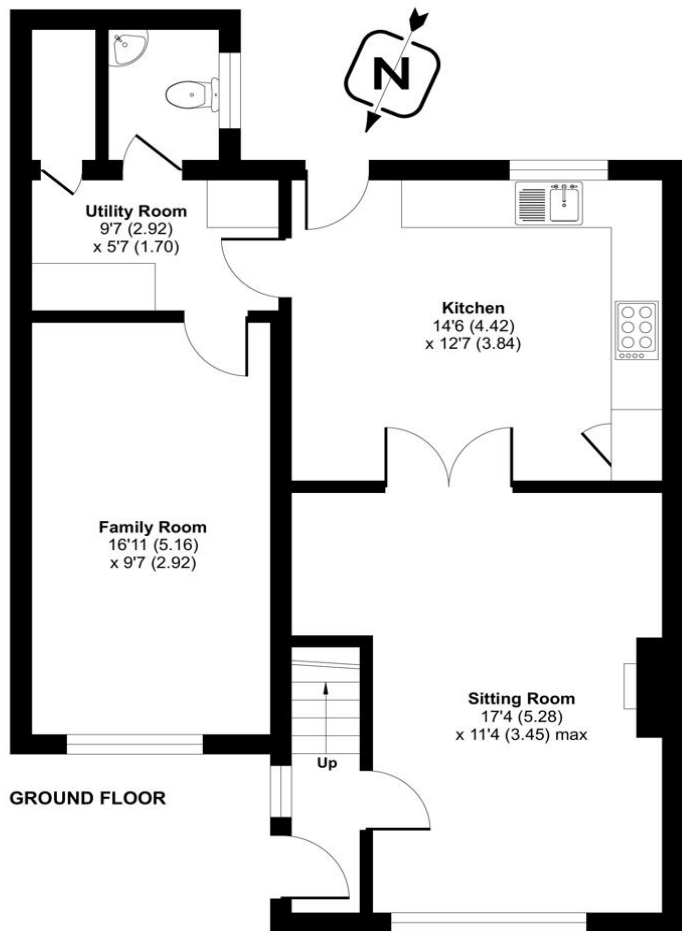 N
Utility Room
9'7 (2.92)
x 5'7 (1.70)
Kitchen
14'6 (4.42)
x 12'7 (3.84)
Family Room
16'11 (5.16)
x 9'7 (2.92)
Sitting Room
17'4 (5.28)
x 11'4 (3.45) max
Up
GROUND FLOOR